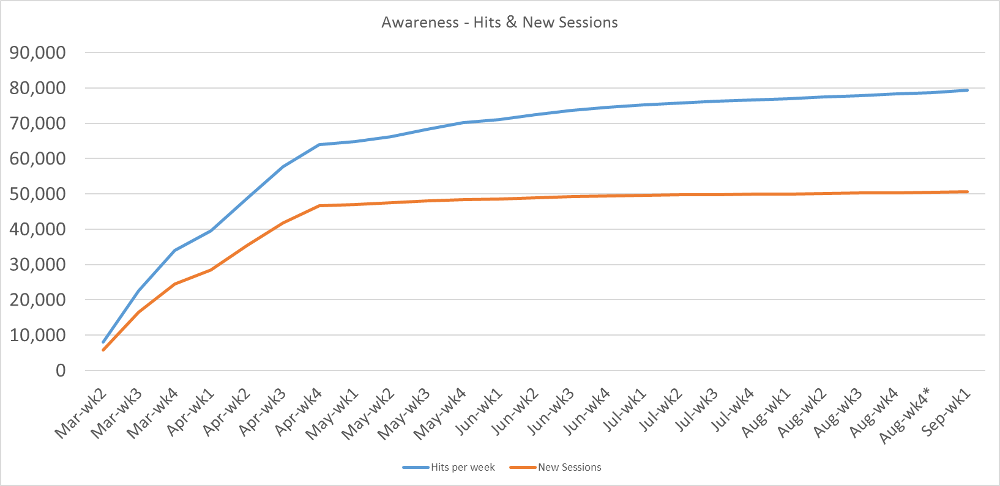 Awareness - Hits & New Sessions
90,000
80,000
70,000
60,000
50,000
40,000
30,000
20,000
10,000
0
Mar-wk2
Mar-wk3
Mar-wk4
Apr-wk1
Apr-wk2
Apr-wk3
Apr-wk4
May-wk1
May-wk2
May-wk3
May-wk4
Jun-wk1
Jun-wk2
Jun-wk3
Jun-wk4
Jul-wk1
Jul-wk2
Jul-wk3
Jul-wk4
Aug-wk1
Aug-wk2
Aug-wk3
Aug-wk4
Aug-wk4*
Sep-wk1
Hits per week
New Sessions